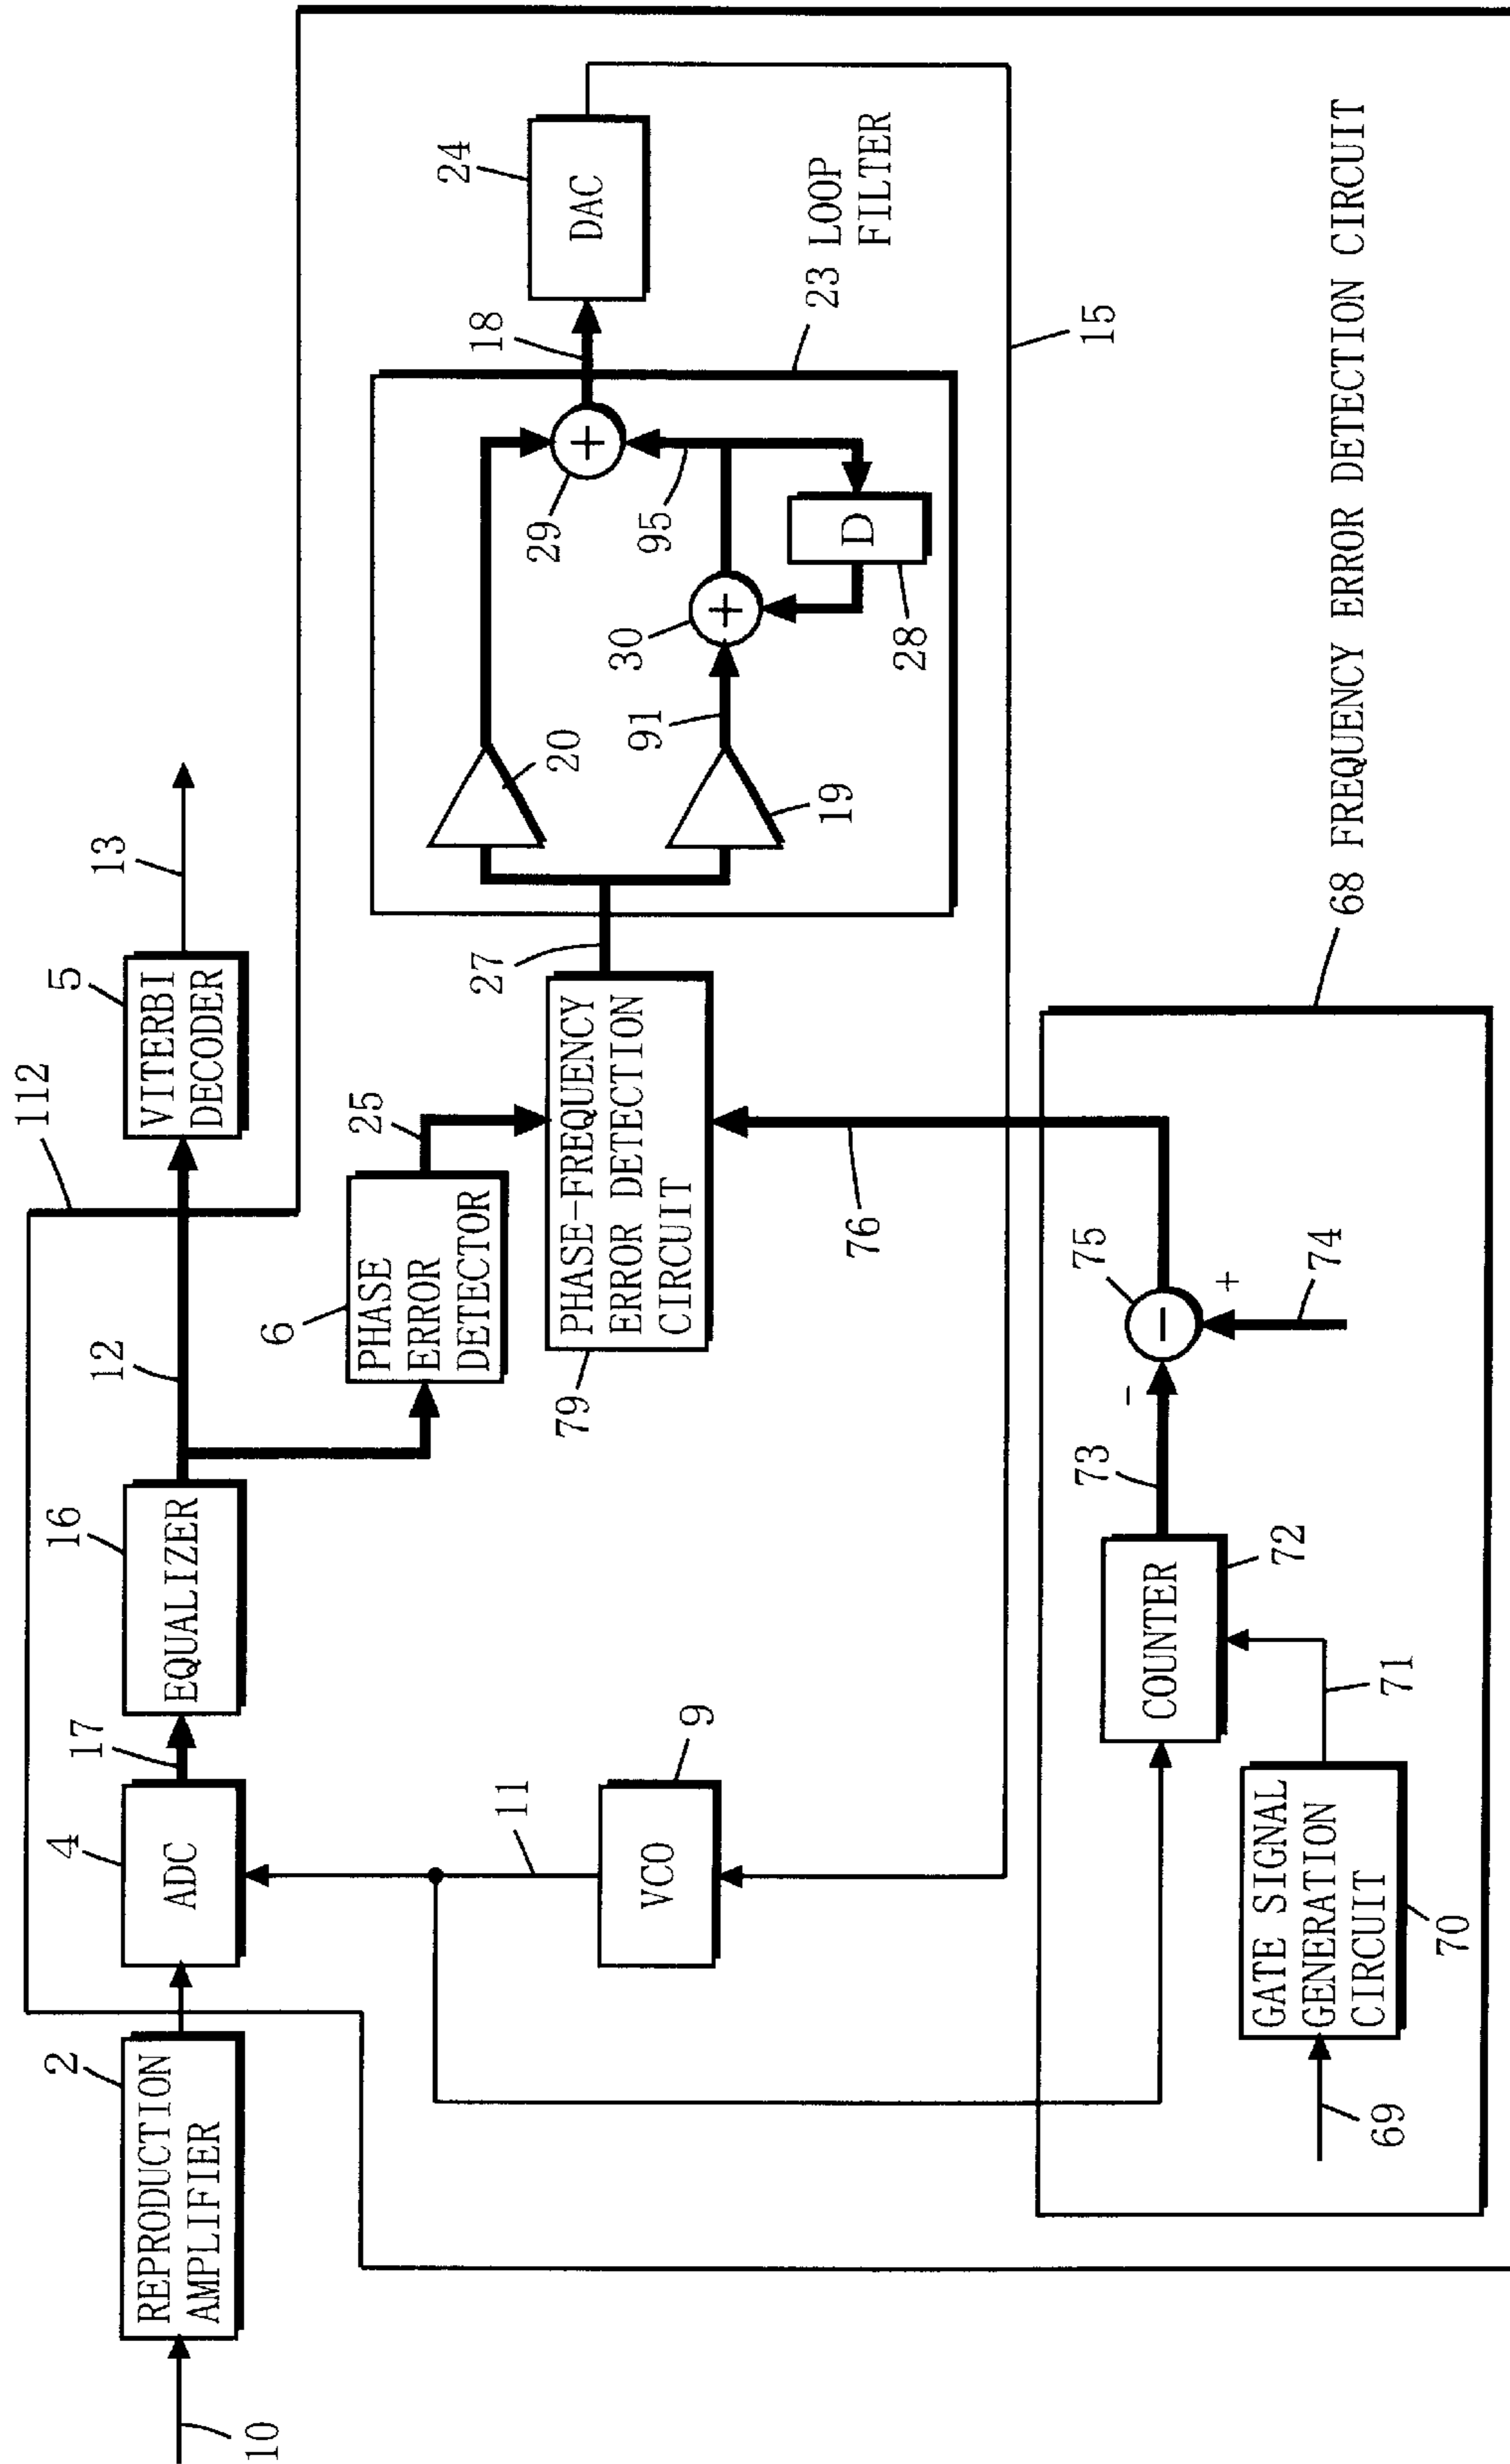 112
10
2
REPRODUCTION
AMPLIFIER
4
ADC
17
16
EQUALIZER
12
5
VITERBI
DECODER
13
11
9
VCO
6
PHASE
ERROR
DETECTOR
25
79
PHASE-FREQUENCY
ERROR DETECTION
CIRCUIT
27
76
20
19
91
30
+
95
29
+
D
28
18
24
DAC
23 LOOP
FILTER
15
69
GATE SIGNAL
GENERATION
CIRCUIT
70
71
COUNTER
72
73
-
75
-
+
74
68 FREQUENCY ERROR DETECTION CIRCUIT